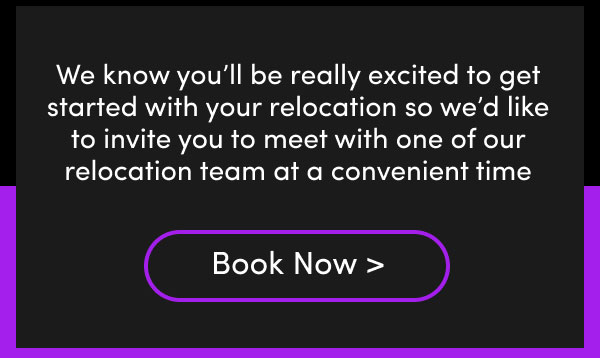 We know you’ll be really excited to get
started with your relocation so we’d like
to invite you to meet with one of our
relocation team at a convenient time
Book Now >